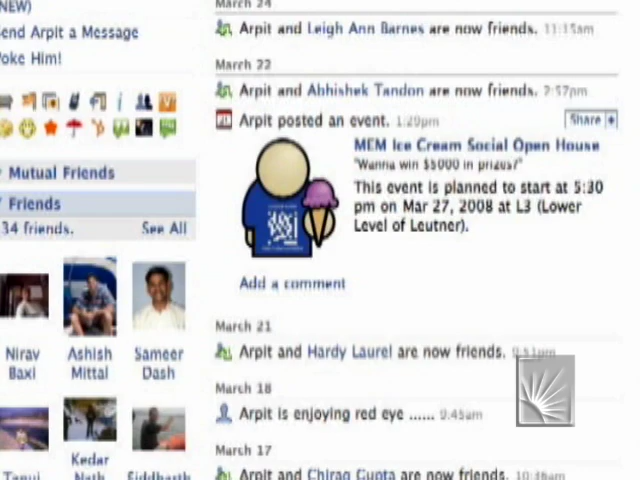 NEW)
end Arpit a Message
oke Him!
Mutual Friends
Friends
34 friends.
See All
Nirav
Baxi
Ashish
Mittal
Sameer
Dash
Kedar
March 24
Arpit and Leigh Ann Barnes are now friends. 11:15am
March 22
Arpit and Abhishek Tandon are now friends. 2:57pm
Arpit posted an event. 1:20pm
Share +
MEM Ice Cream Social Open House
"Wanna win $5000 in prizes?"
This event is planned to start at 5:30
pm on Mar 27, 2008 at L3 (Lower
Level of Leutner).
Add a comment
March 21
Arpit and Hardy Laurel are now friends.
March 18
Arpit is enjoying red eye ...... 9:45am
March 17
Arpit and Chirag Gupta are now friends. 10:36am